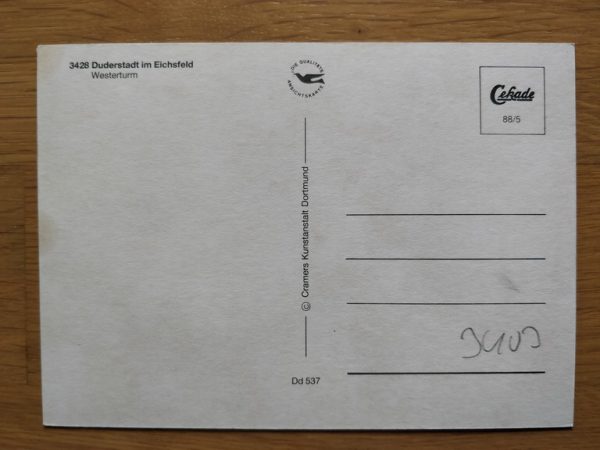 3428 Duderstadt im Eichsfeld
Westerturm
DIE QUALITÄTS
ANSICHTSKARTE
Cekade
88/5
© Cramers Kunstanstalt Dortmund
Dd 537